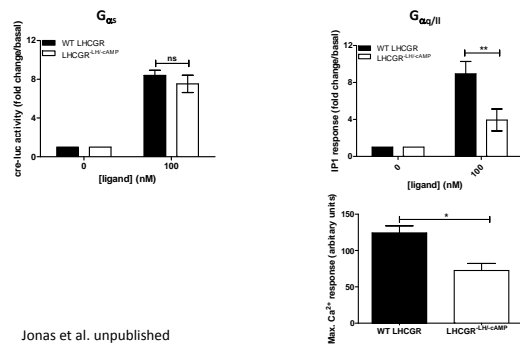 Gαs
WT LHCGR
LHCGR-LH/-cAMP
cre-luc activity (fold change/basal)
12
8
4
0
ns
0
100
[ligand] (nM)
Gαq/II
WT LHCGR
LHCGR-LH/-cAMP
IP1 response (fold change/basal)
12
8
4
0
**
0
100
[ligand] (nM)
Max. Ca2+ response (arbitary units)
150
100
50
0
*
WT LHCGR
LHCGR-LH/-cAMP
Jonas et al. unpublished